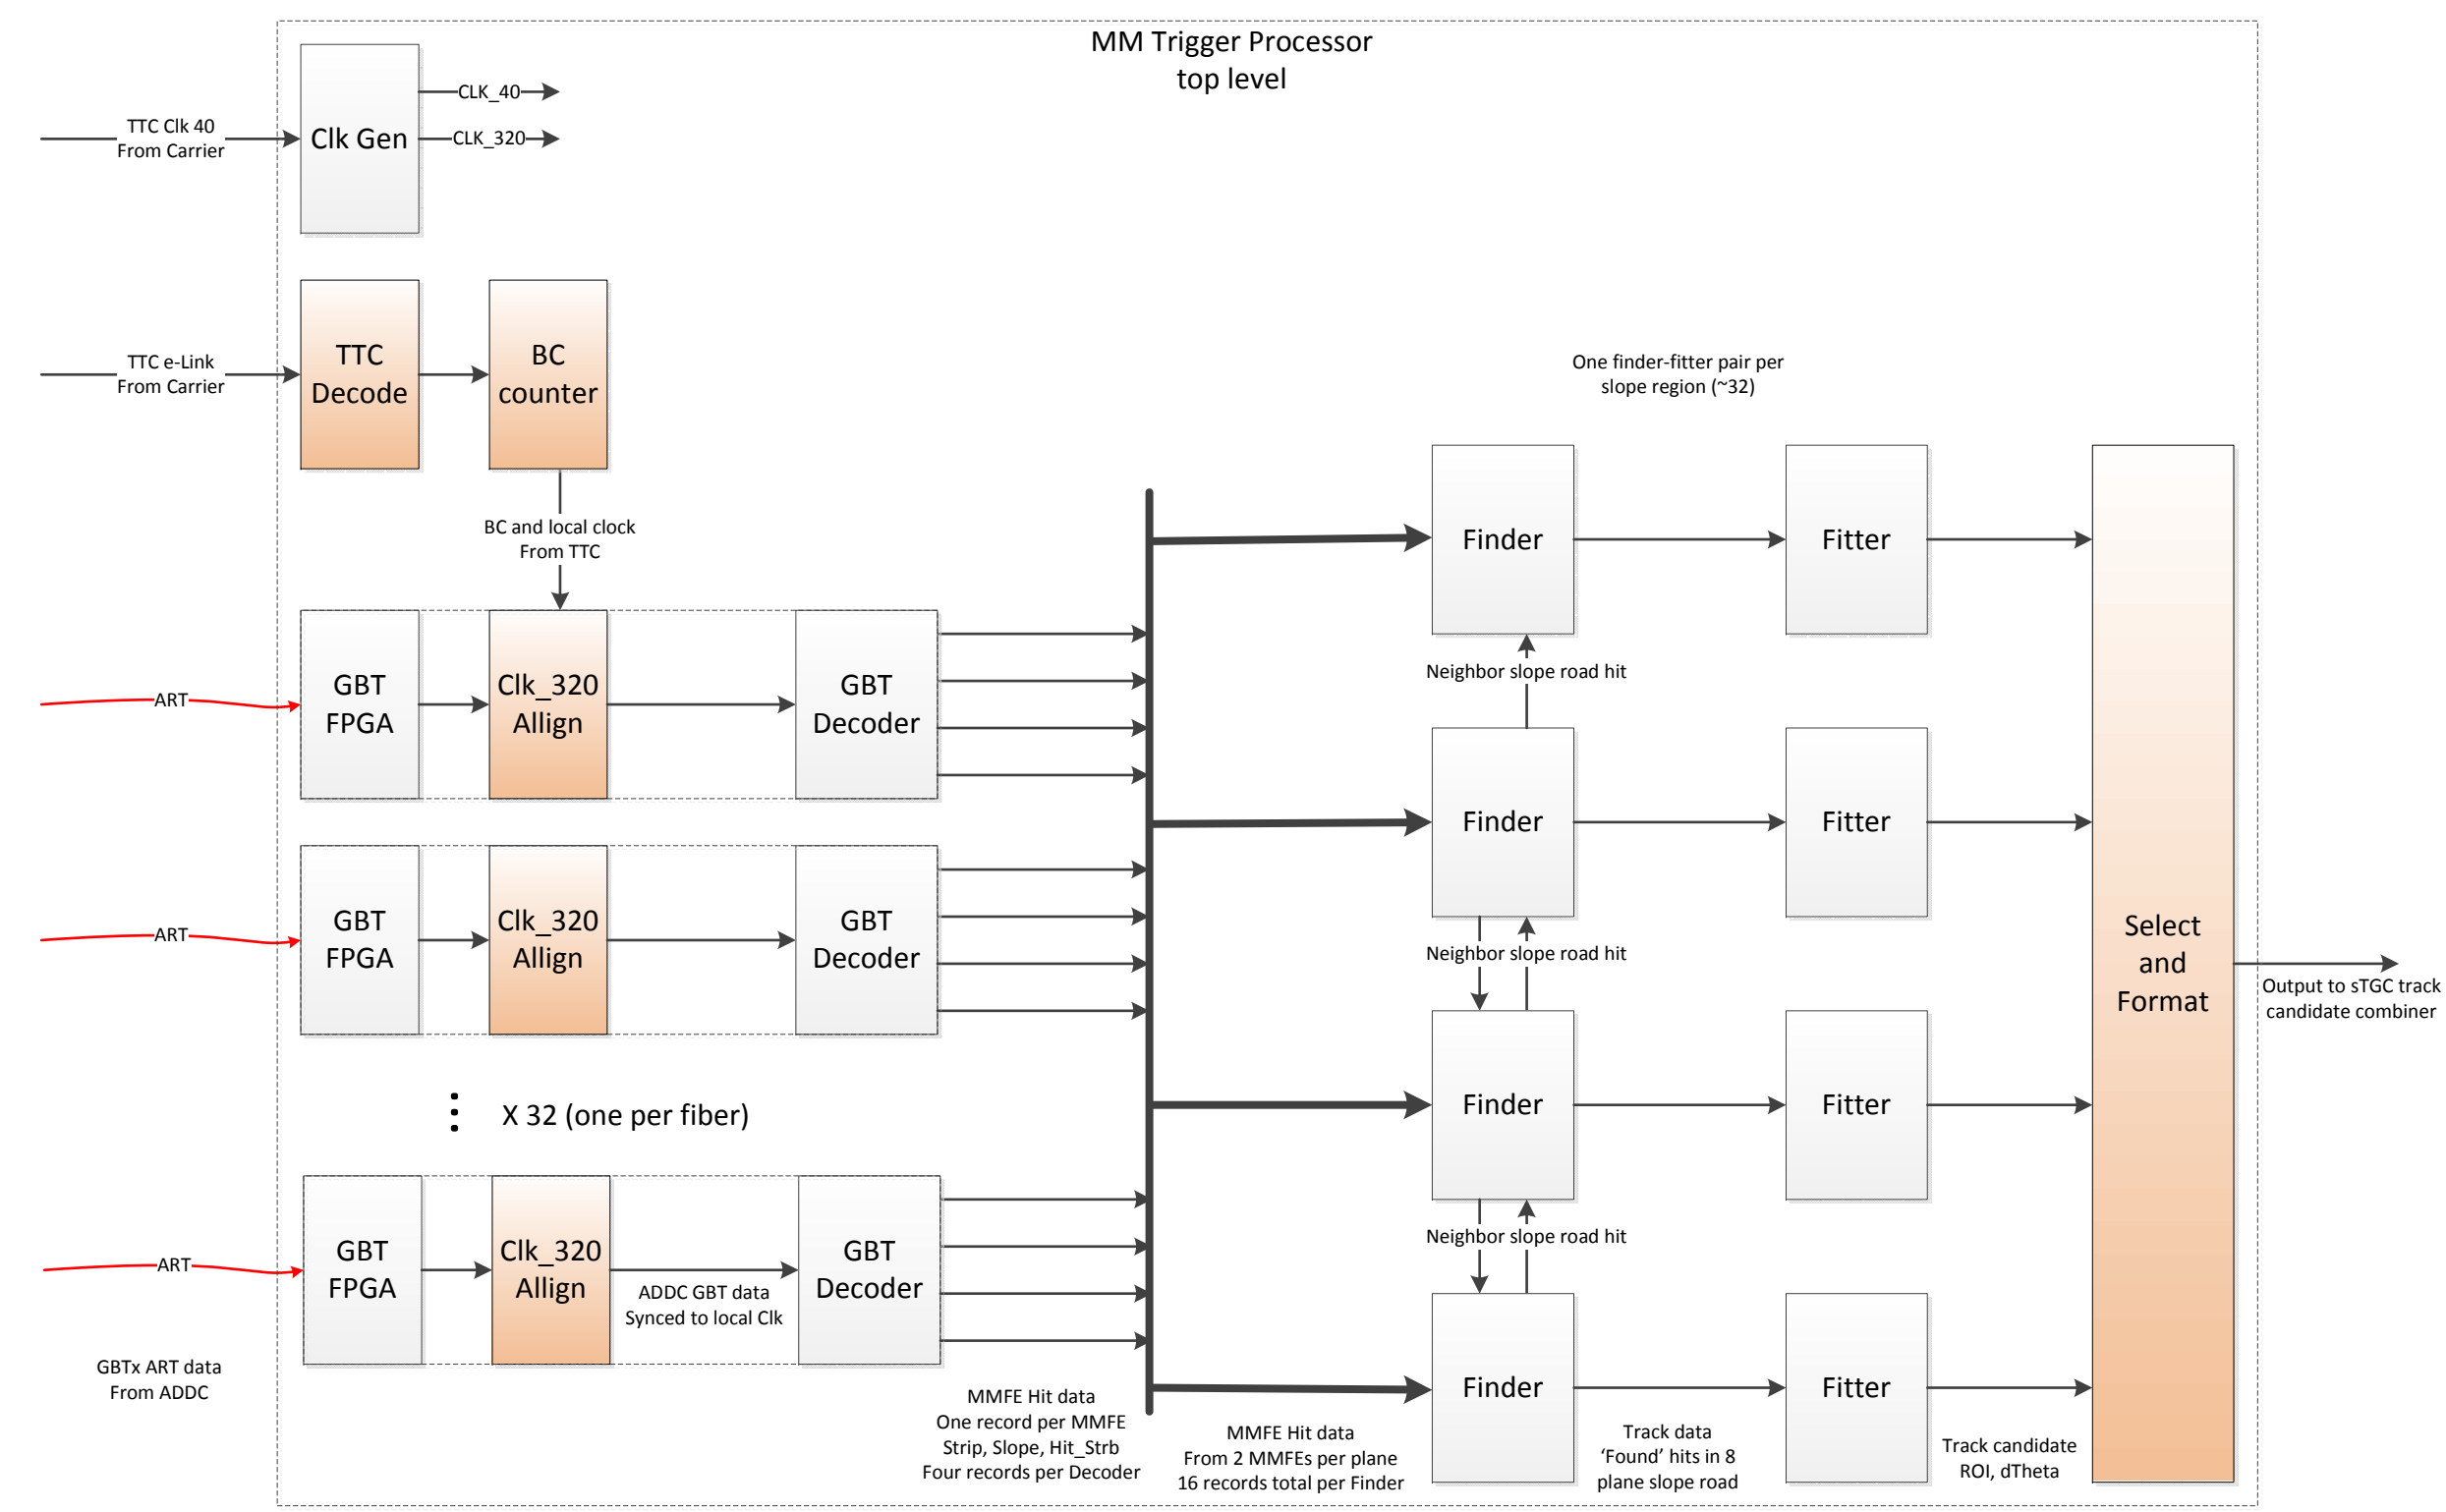 MM Trigger Processor
top level
CLK_40
TTC Clk 40
From Carrier
Clk Gen
CLK_320
TTC e-Link
From Carrier
TTC
Decode
BC
counter
One finder-fitter pair per
slope region (~32)
BC and local clock
From TTC
Finder
Fitter
ART
GBT
FPGA
Clk_320
Allign
GBT
Decoder
Neighbor slope road hit
Finder
Fitter
ART
GBT
FPGA
Clk_320
Allign
GBT
Decoder
Neighbor slope road hit
Select
and
Format
Output to sTGC track
candidate combiner
X 32 (one per fiber)
Finder
Fitter
ART
GBT
FPGA
Clk_320
Allign
ADDC GBT data
Synced to local Clk
GBT
Decoder
Neighbor slope road hit
GBTx ART data
From ADDC
Finder
Fitter
MMFE Hit data
One record per MMFE
Strip, Slope, Hit_Strb
Four records per Decoder
MMFE Hit data
From 2 MMFEs per plane
16 records total per Finder
Track data
‘Found’ hits in 8
plane slope road
Track candidate
ROI, dTheta